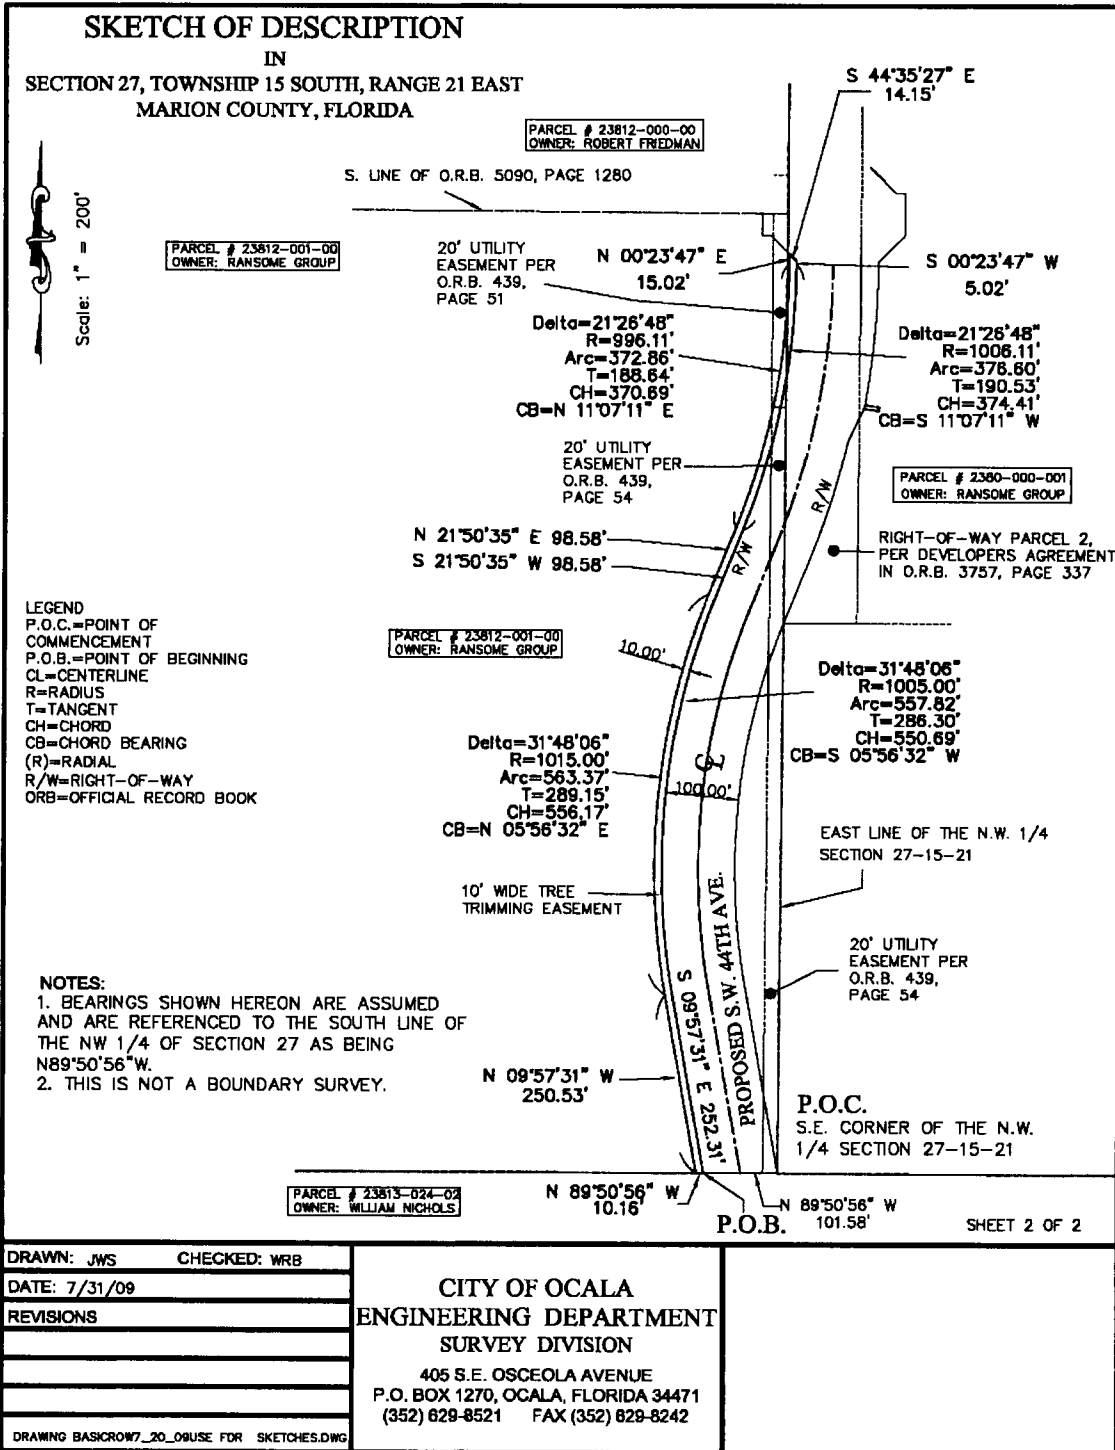 SKETCH OF DESCRIPTION
IN
SECTION 27, TOWNSHIP 15 SOUTH, RANGE 21 EAST
MARION COUNTY, FLORIDA
S 44°35'27" E
14.15'
PARCEL # 23812-000-00
OWNER: ROBERT FRIEDMAN
S. LINE OF O.R.B. 5090, PAGE 1280
Scale: 1" = 200'
PARCEL # 23812-001-00
OWNER: RANSOME GROUP
20' UTILITY
EASEMENT PER
O.R.B. 439,
PAGE 51
N 00°23'47" E
15.02'
S 00°23'47" W
5.02'
Delta=21°26'48"
R=996.11'
Arc=372.86'
T=188.64'
CH=370.69'
CB=N 11°07'11" E
Delta=21°26'48"
R=1006.11'
Arc=376.60'
T=190.53'
CH=374.41'
CB=S 11°07'11" W
20' UTILITY
EASEMENT PER
O.R.B. 439,
PAGE 54
PARCEL # 2380-000-001
OWNER: RANSOME GROUP
R/W
N 21°50'35" E 98.58'
S 21°50'35" W 98.58'
R/W
RIGHT-OF-WAY PARCEL 2,
PER DEVELOPERS AGREEMENT
IN O.R.B. 3757, PAGE 337
LEGEND
P.O.C.=POINT OF
COMMENCEMENT
P.O.B.=POINT OF BEGINNING
CL=CENTERLINE
R=RADIUS
T=TANGENT
CH=CHORD
CB=CHORD BEARING
(R)=RADIAL
R/W=RIGHT-OF-WAY
ORB=OFFICIAL RECORD BOOK
PARCEL # 23812-001-00
OWNER: RANSOME GROUP
10.00'
Delta=31°48'06"
R=1005.00'
Arc=557.82'
T=286.30'
CH=550.69'
CB=S 05°56'32" W
Delta=31°48'06"
R=1015.00'
Arc=563.37'
T=289.15'
CH=556.17'
CB=N 05°56'32" E
CL
100.00'
EAST LINE OF THE N.W. 1/4
SECTION 27-15-21
10' WIDE TREE
TRIMMING EASEMENT
PROPOSED S.W. 44TH AVE.
20' UTILITY
EASEMENT PER
O.R.B. 439,
PAGE 54
S 09°57'31" E 252.31'
NOTES:
1. BEARINGS SHOWN HEREON ARE ASSUMED
AND ARE REFERENCED TO THE SOUTH LINE OF
THE NW 1/4 OF SECTION 27 AS BEING
N89°50'56"W.
2. THIS IS NOT A BOUNDARY SURVEY.
N 09°57'31" W
250.53'
P.O.C.
S.E. CORNER OF THE N.W.
1/4 SECTION 27-15-21
PARCEL # 23813-024-02
OWNER: WILLIAM NICHOLS
N 89°50'56" W
10.16'
P.O.B.
N 89°50'56" W
101.58'
SHEET 2 OF 2
DRAWN: JWS CHECKED: WRB
DATE: 7/31/09
REVISIONS
DRAWING BASICROW7_20_09USE FOR SKETCHES.DWG
CITY OF OCALA
ENGINEERING DEPARTMENT
SURVEY DIVISION
405 S.E. OSCEOLA AVENUE
P.O. BOX 1270, OCALA, FLORIDA 34471
(352) 629-8521 FAX (352) 629-8242